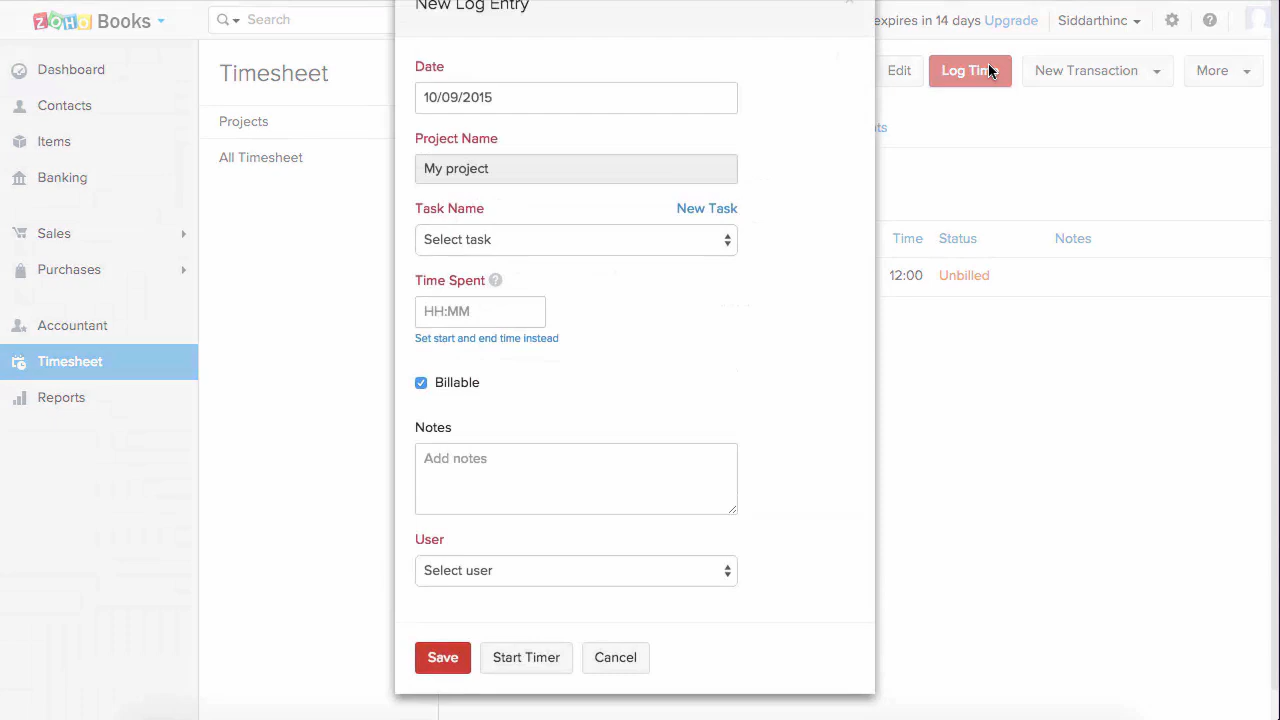 ZOHO Books
Search
expires in 14 days Upgrade
Siddarthinc
Dashboard
Contacts
Items
Banking
Sales
Purchases
Accountant
Timesheet
Reports
Timesheet
Projects
All Timesheet
New Log Entry
Date
10/09/2015
Project Name
My project
Task Name
New Task
Select task
Time Spent ?
HH:MM
Set start and end time instead
Billable
Notes
Add notes
User
Select user
Save
Start Timer
Cancel
Edit
Log Time
New Transaction
More
Time
Status
Notes
12:00
Unbilled